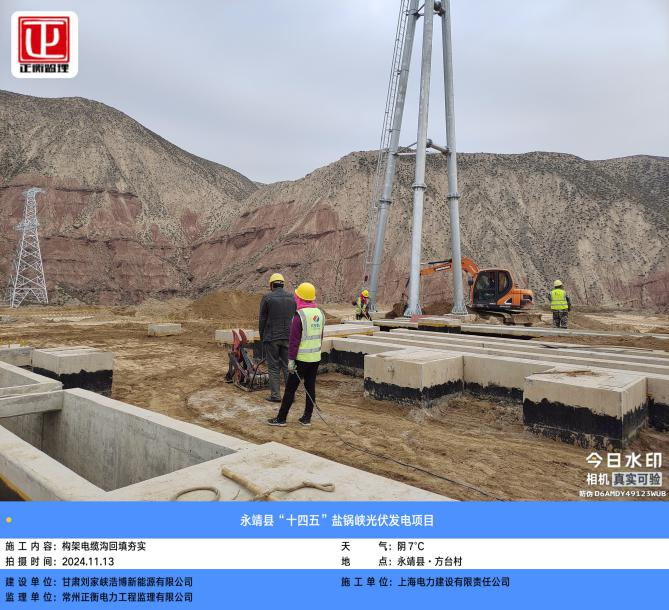 正衡监理
今日水印
相机 真实可验
防伪 D6AMDY49123WUB
永靖县“十四五”盐锅峡光伏发电项目
施工内容：构架电缆沟回填夯实
天 气：阴 7℃
拍摄时间：2024.11.13
地 点：永靖县·方台村
建设单位：甘肃刘家峡浩博新能源有限公司
施工单位：上海电力建设有限责任公司
监理单位：常州正衡电力工程监理有限公司